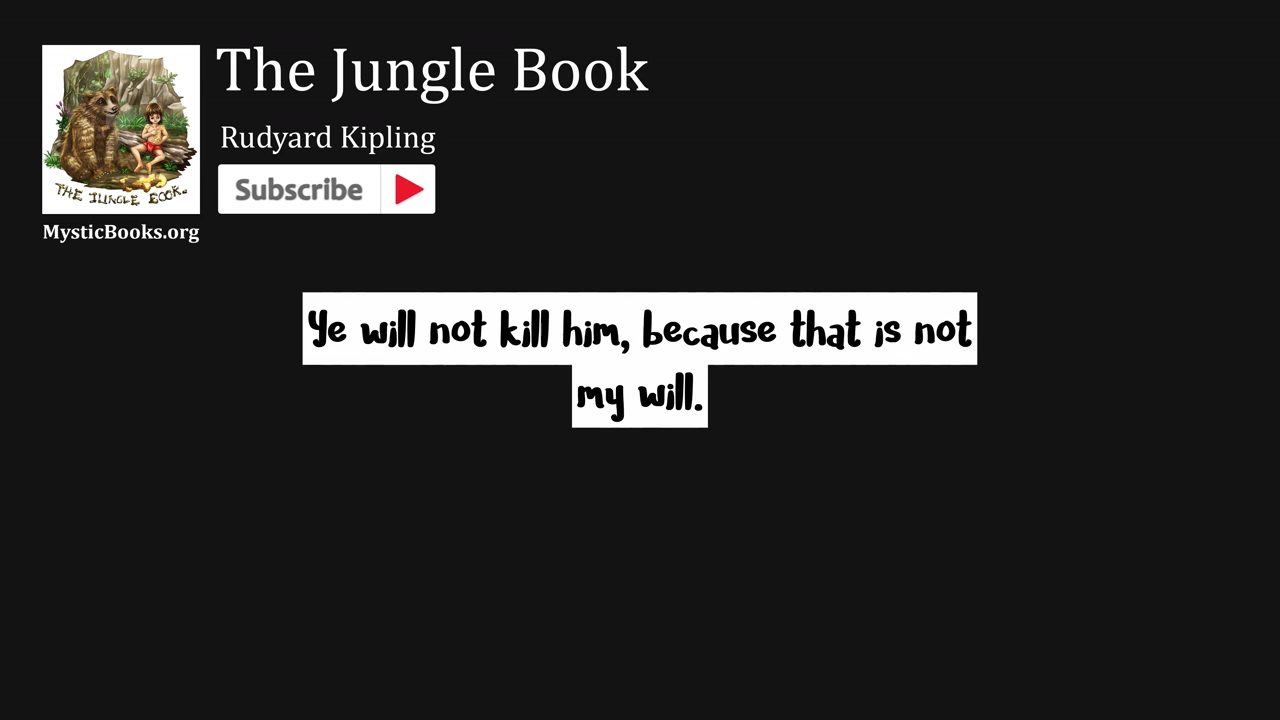 The Jungle Book
Rudyard Kipling
Subscribe
THE JUNGLE BOOK.
MysticBooks.org
Ye will not kill him, because that is not
my will.